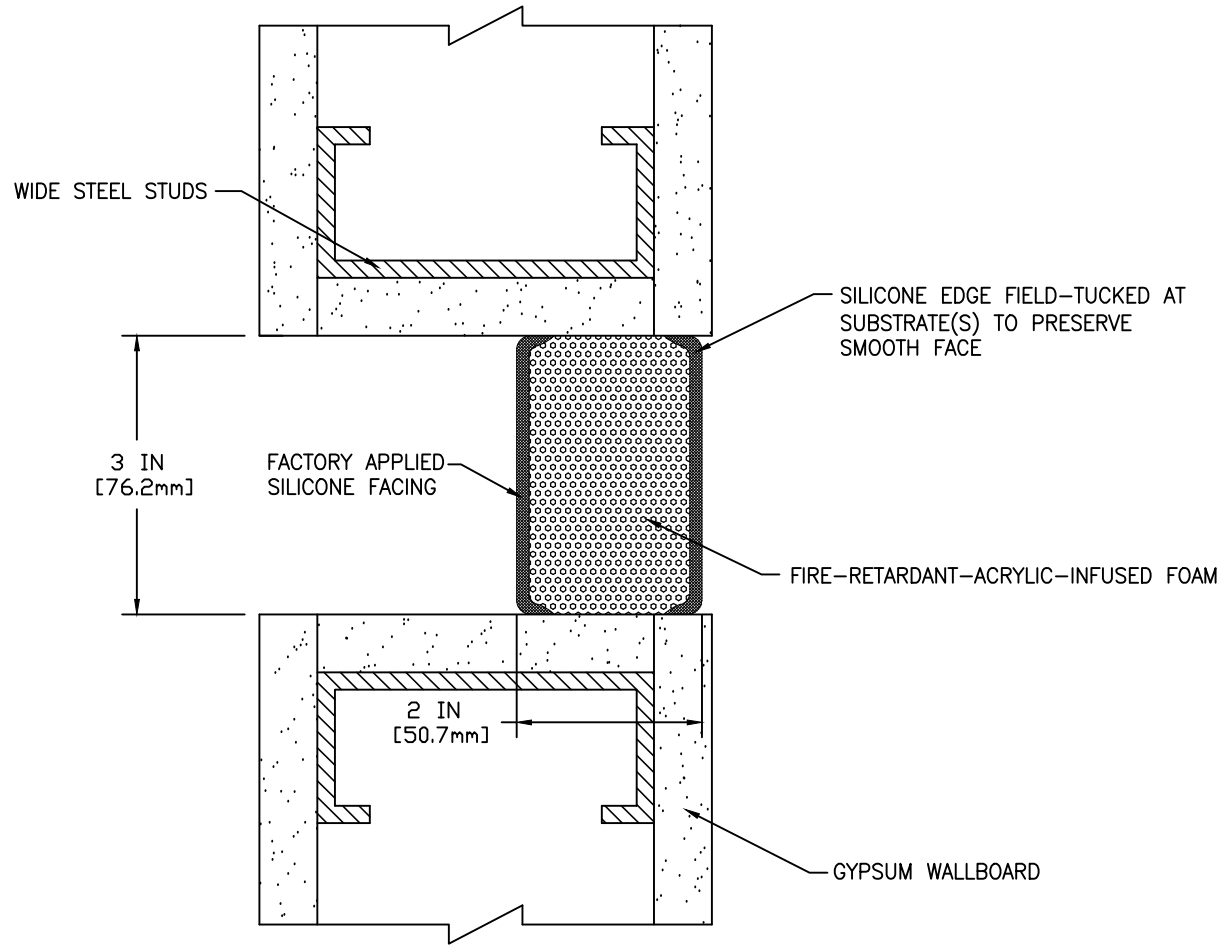 WIDE STEEL STUDS
SILICONE EDGE FIELD-TUCKED AT
SUBSTRATE(S) TO PRESERVE
SMOOTH FACE
3 IN
[76.2mm]
FACTORY APPLIED
SILICONE FACING
FIRE-RETARDANT-ACRYLIC-INFUSED FOAM
2 IN
[50.7mm]
GYPSUM WALLBOARD